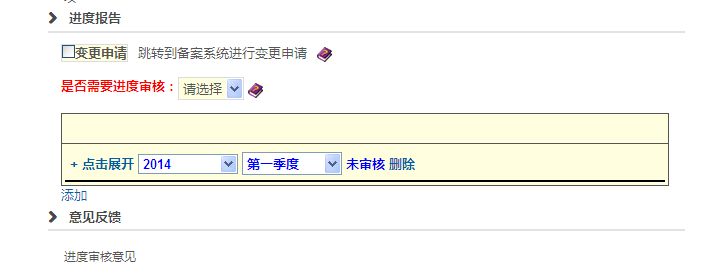 进度报告
变更申请 跳转到备案系统进行变更申请
是否需要进度审核： 请选择
+ 点击展开 2014 第一季度 未审核 删除
添加
意见反馈
进度审核意见